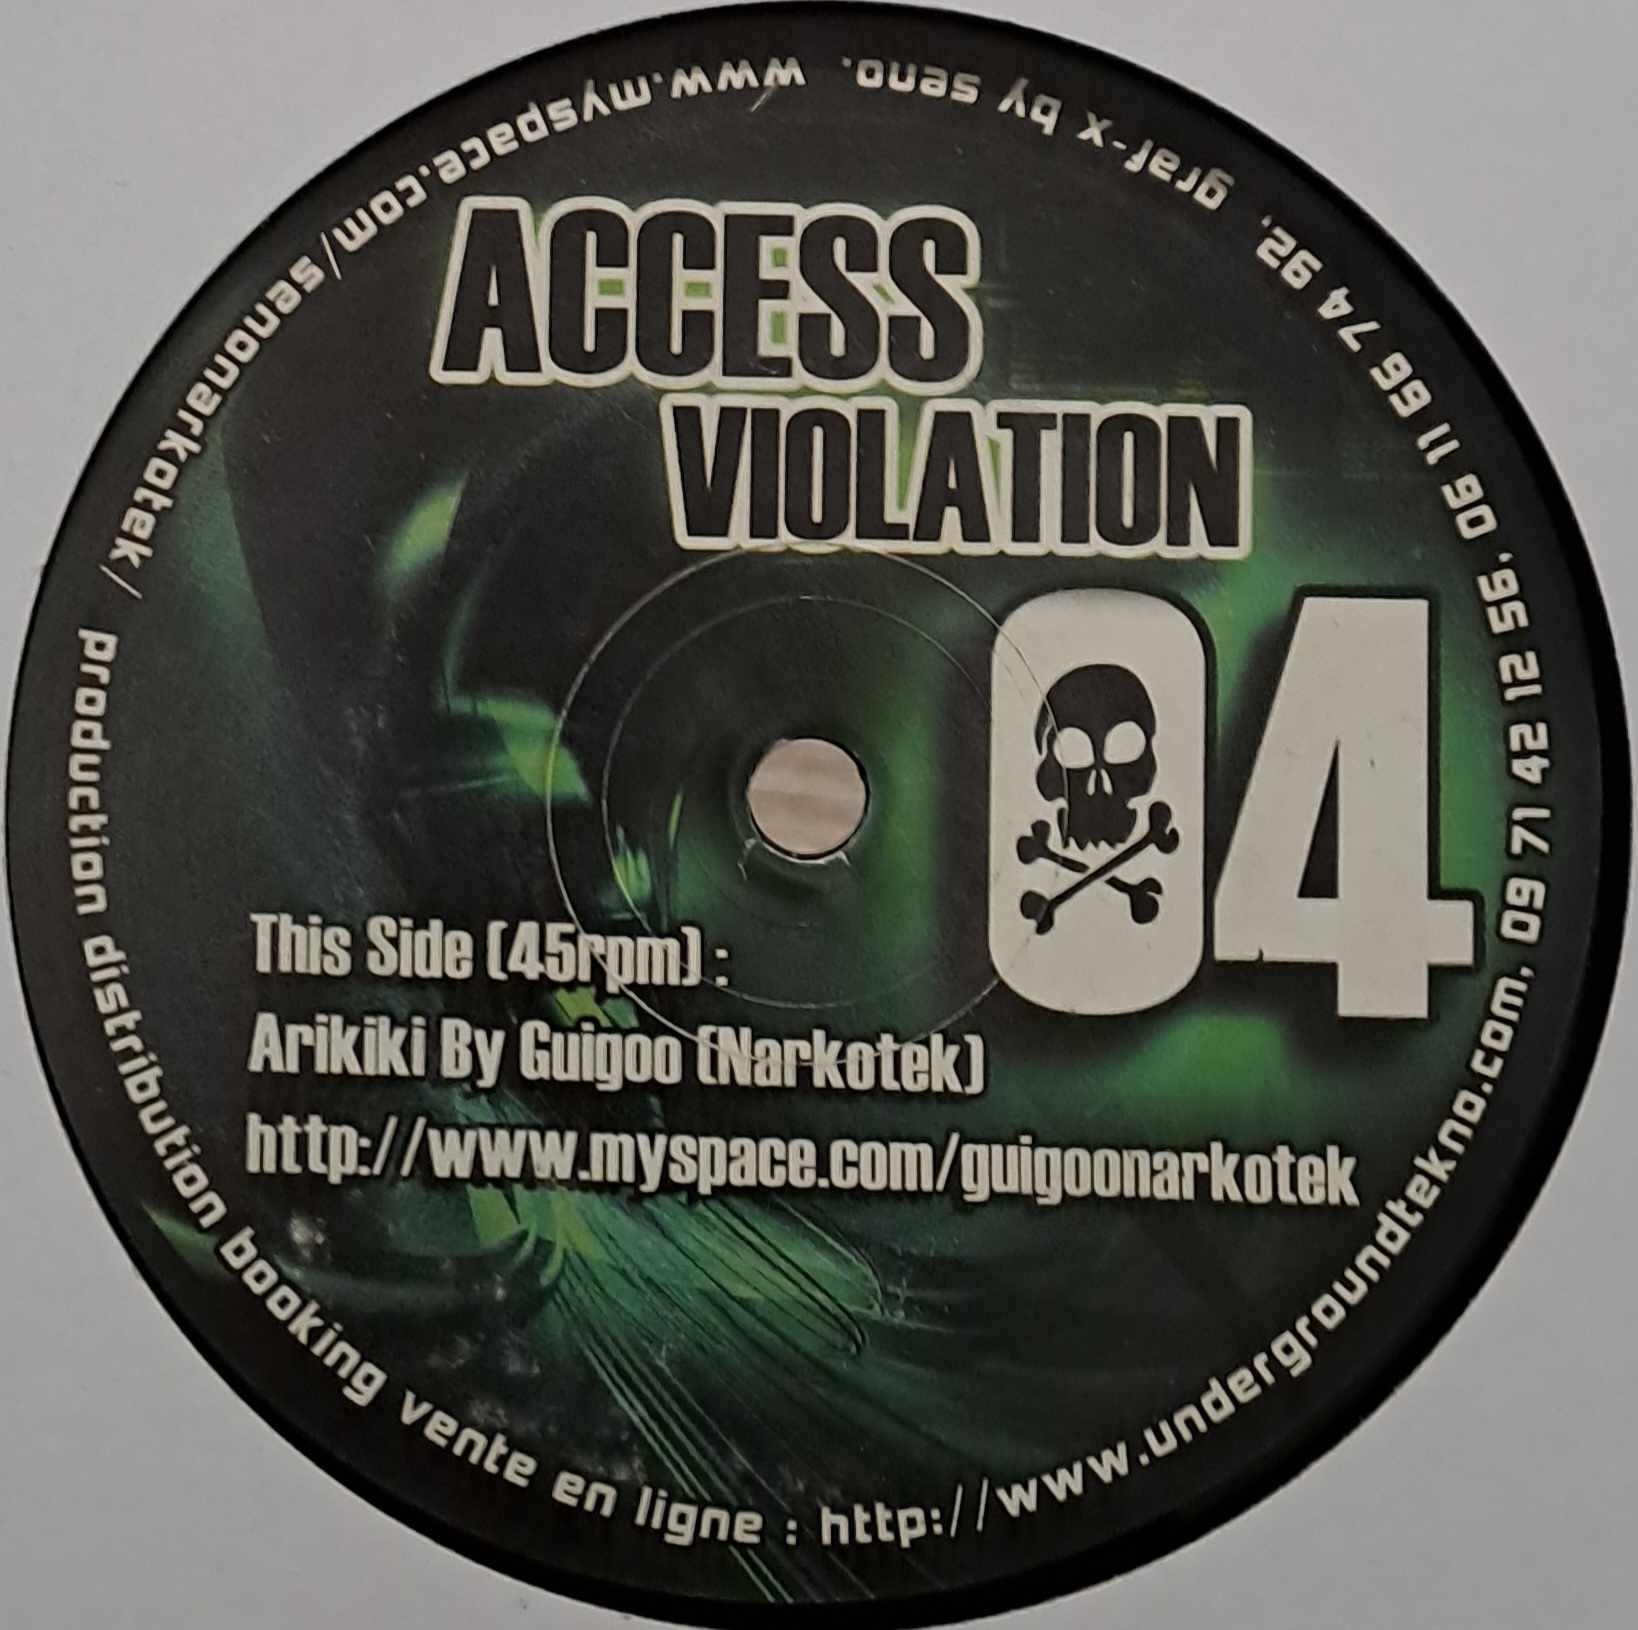 ACCESS
VIOLATION
04
This Side (45rpm) :
Arikiki By Guigoo (Narkotek)
http://www.myspace.com/guigoonarkotek
production distribution booking vente en ligne : http://www.undergroundtekno.com, 09 71 42 12 56, 06 11 66 74 92, graf-x by seno. www.myspace.com/senonarkotek/